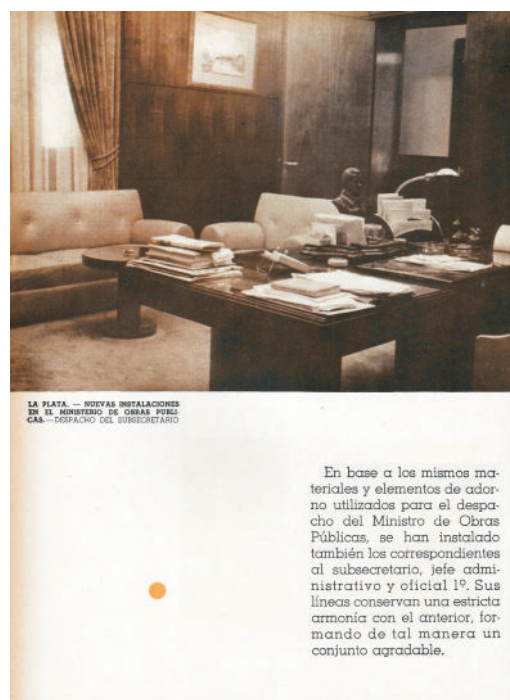 LA PLATA. — NUEVAS INSTALACIONES
EN EL MINISTERIO DE OBRAS PUBLI-
CAS.—DESPACHO DEL SUBSECRETARIO
En base a los mismos ma-
teriales y elementos de ador-
no utilizados para el despa-
cho del Ministro de Obras
Públicas, se han instalado
también los correspondientes
al subsecretario, jefe admi-
nistrativo y oficial 1º. Sus
líneas conservan una estricta
armonía con el anterior, for-
mando de tal manera un
conjunto agradable.